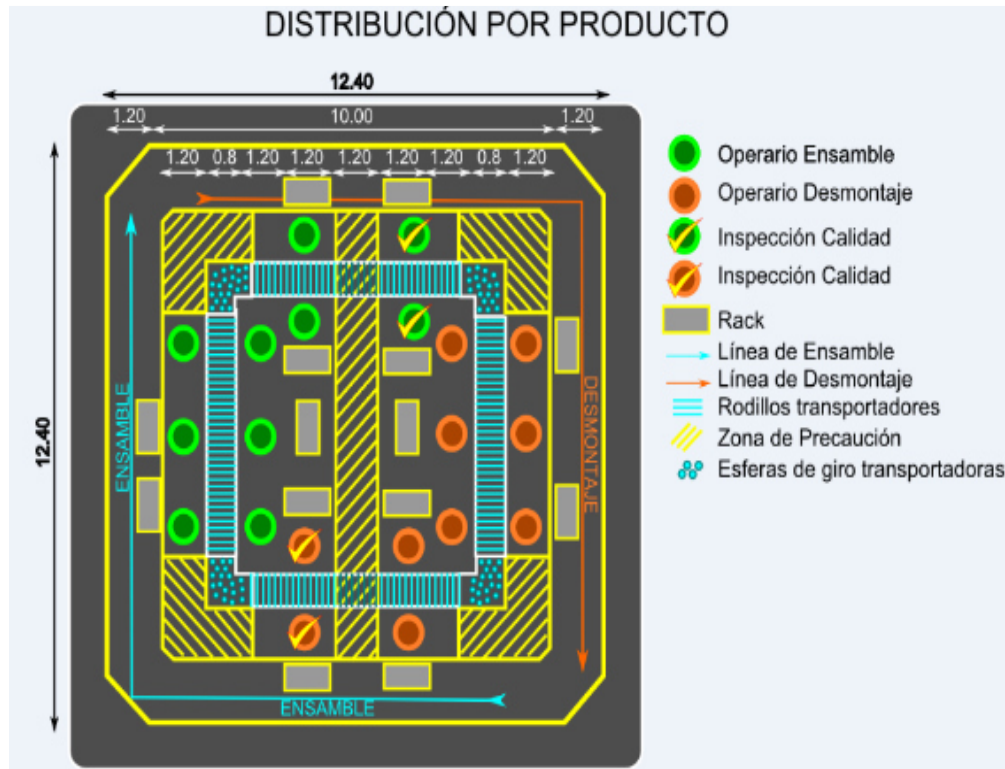 DISTRIBUCIÓN POR PRODUCTO
12.40
1.20 10.00 1.20
1.20 0.8 1.20 1.20 1.20 1.20 1.20 0.8 1.20
12.40
ENSAMBLE
DESMONTAJE
ENSAMBLE
Operario Ensamble
Operario Desmontaje
Inspección Calidad
Inspección Calidad
Rack
Línea de Ensamble
Línea de Desmontaje
Rodillos transportadores
Zona de Precaución
Esferas de giro transportadoras